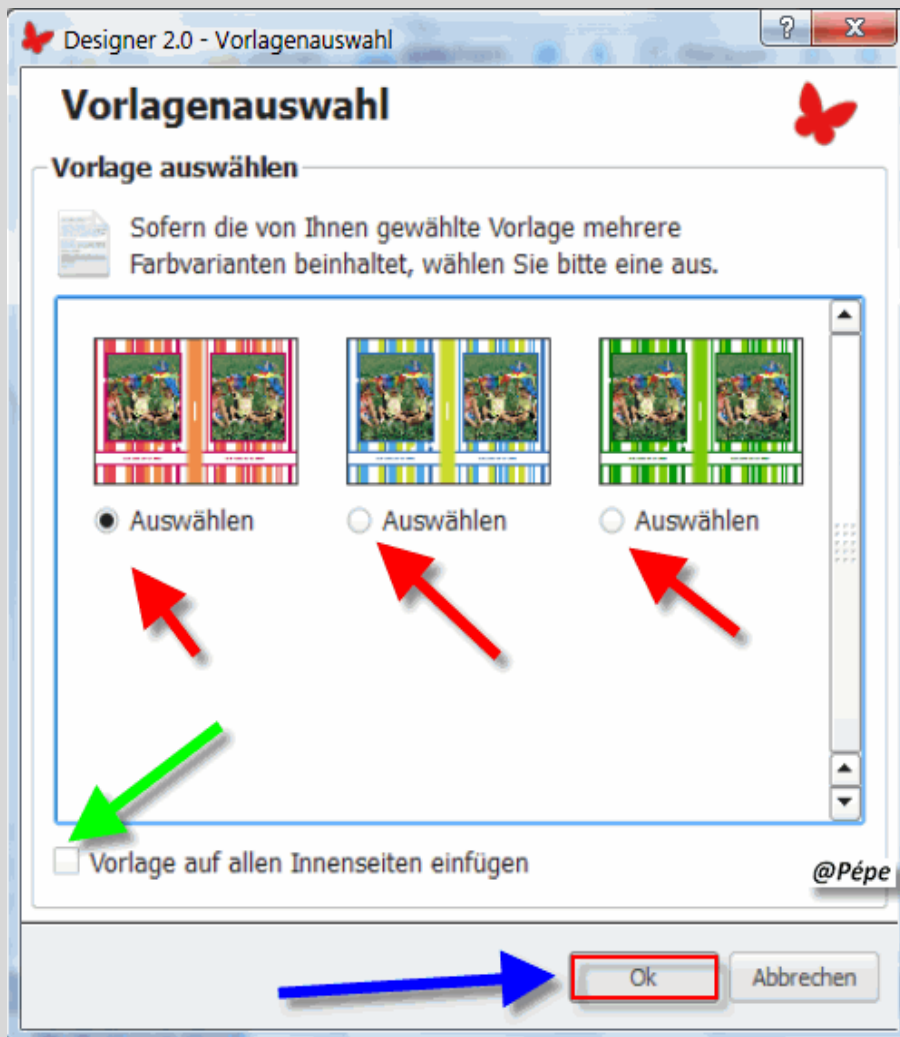 Designer 2.0 - Vorlagenauswahl
Vorlagenauswahl
Vorlage auswählen
Sofern die von Ihnen gewählte Vorlage mehrere
Farbvarianten beinhaltet, wählen Sie bitte eine aus.
Auswählen
Auswählen
Auswählen
Vorlage auf allen Innenseiten einfügen
@Pépe
Ok
Abbrechen